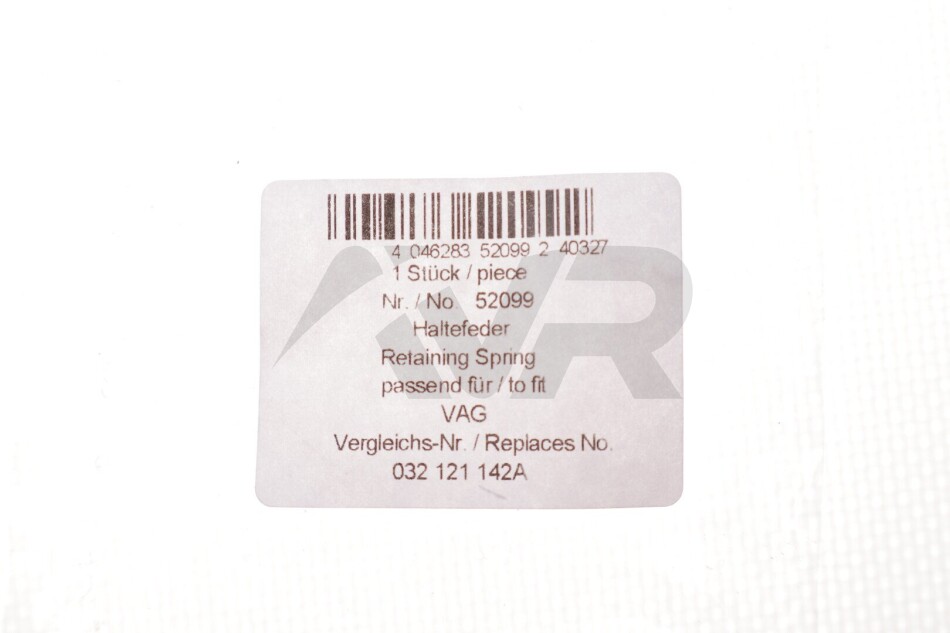 4 046283 52099 2 40327
1 Stück / piece
Nr. / No. 52099
Haltefeder
Retaining Spring
passend für / to fit
VAG
Vergleichs-Nr. / Replaces No.
032 121 142A
VR